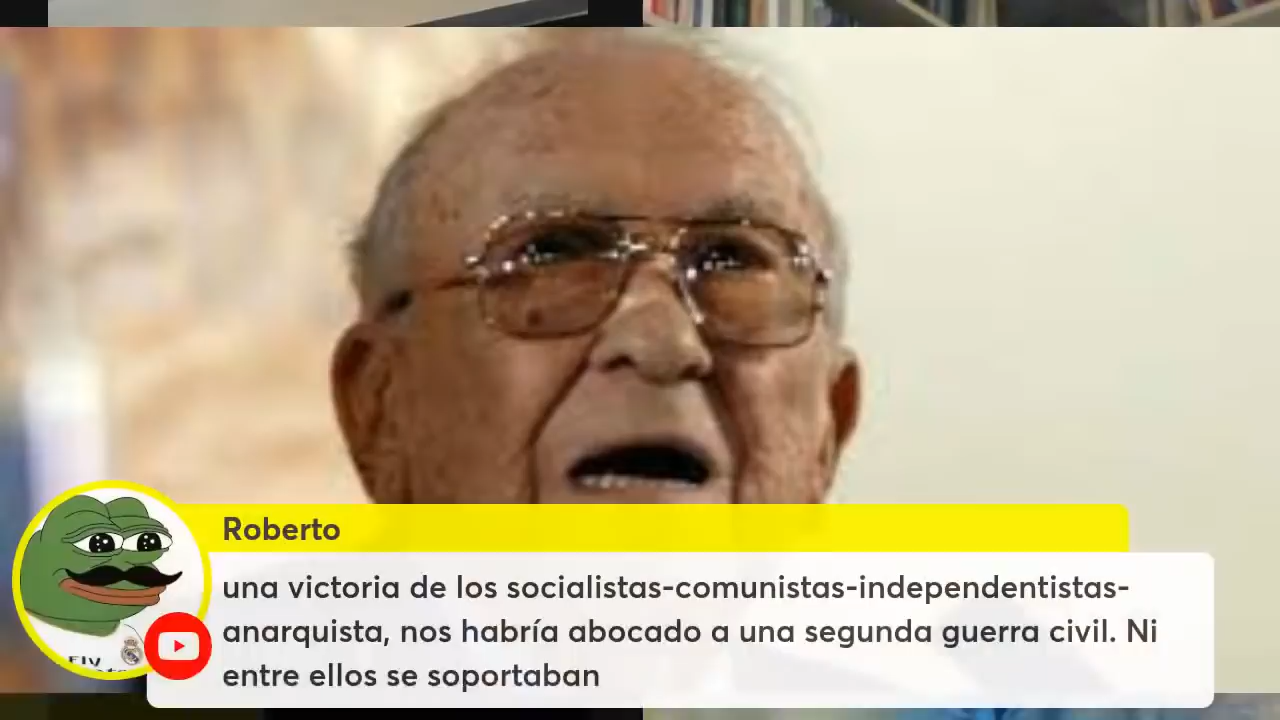 Roberto
una victoria de los socialistas-comunistas-independentistas-
anarquista, nos habría abocado a una segunda guerra civil. Ni
entre ellos se soportaban